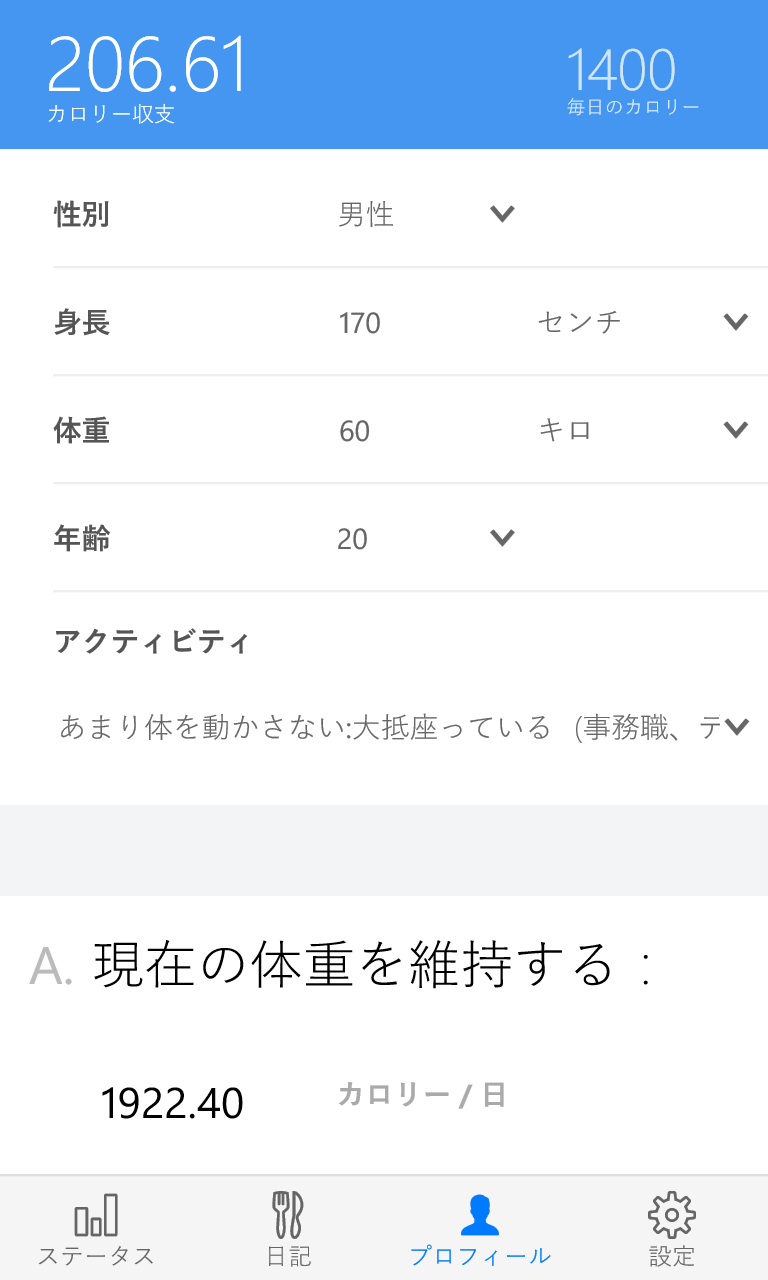 206.61 1400
カロリー収支 毎日のカロリー
性別 男性
身長 170 センチ
体重 60 キロ
年齢 20
アクティビティ
あまり体を動かさない:大抵座っている (事務職、デ
A. 現在の体重を維持する :
1922.40 カロリー / 日
ステータス 日記 プロフィール 設定